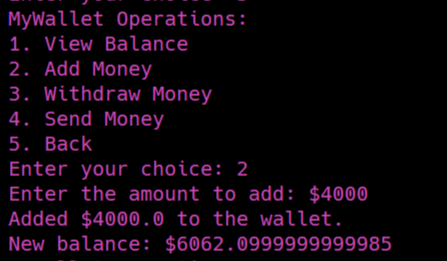 MyWallet Operations:
1. View Balance
2. Add Money
3. Withdraw Money
4. Send Money
5. Back
Enter your choice: 2
Enter the amount to add: $4000
Added $4000.0 to the wallet.
New balance: $6062.0999999999985